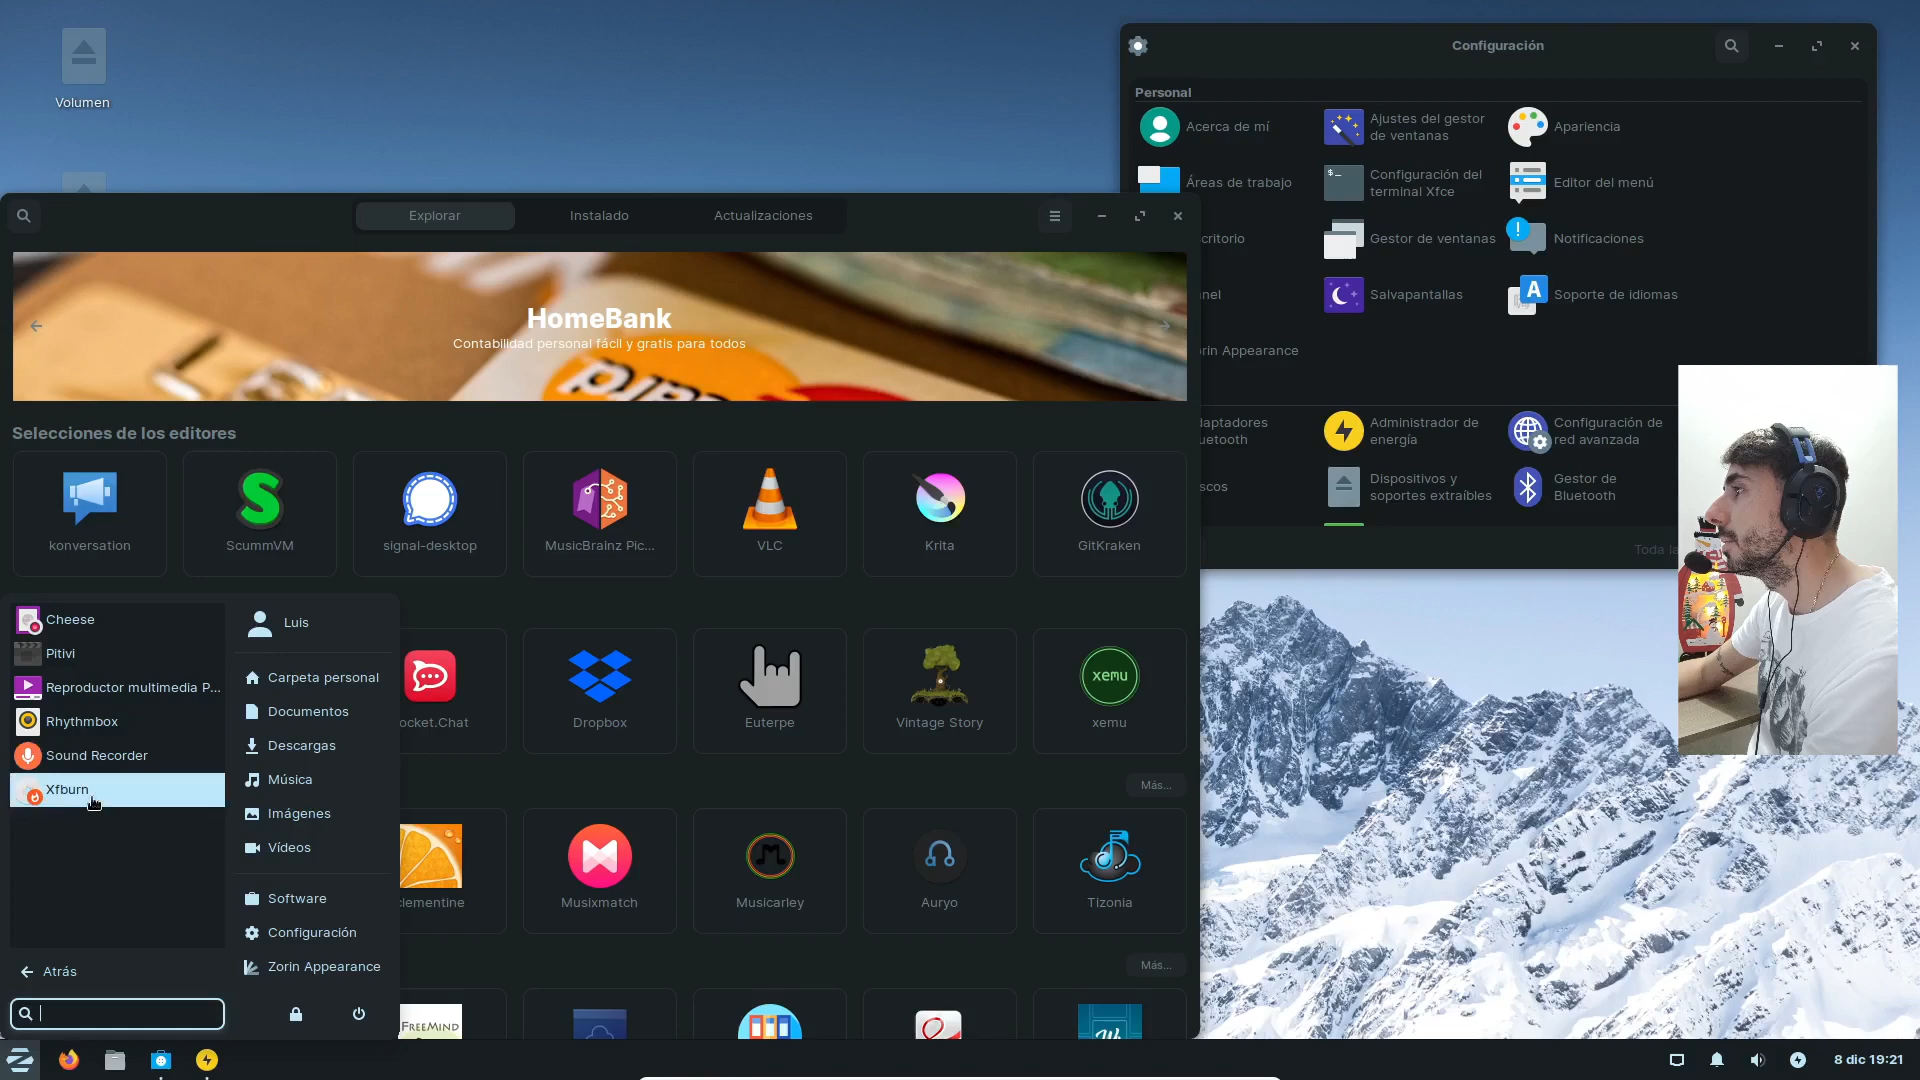 Volumen
Configuración
Personal
Acerca de mí
Ajustes del gestor
de ventanas
Apariencia
Áreas de trabajo
Configuración del
terminal Xfce
Editor del menú
critorio
Gestor de ventanas
Notificaciones
nel
Salvapantallas
Soporte de idiomas
rin Appearance
daptadores
uetooth
Administrador de
energía
Configuración de
red avanzada
scos
Dispositivos y
soportes extraíbles
Gestor de
Bluetooth
Toda la
Explorar
Instalado
Actualizaciones
HomeBank
Contabilidad personal fácil y gratis para todos
Selecciones de los editores
konversation
ScummVM
signal-desktop
MusicBrainz Pic...
VLC
Krita
GitKraken
ocket.Chat
Dropbox
Euterpe
Vintage Story
xemu
xemu
Más...
clementine
Musixmatch
Musicarley
Auryo
Tizonia
Más...
FREEMIND
Cheese
Pitivi
Reproductor multimedia P...
Rhythmbox
Sound Recorder
Xfburn
Atrás
Luis
Carpeta personal
Documentos
Descargas
Música
Imágenes
Vídeos
Software
Configuración
Zorin Appearance
8 dic 19:21